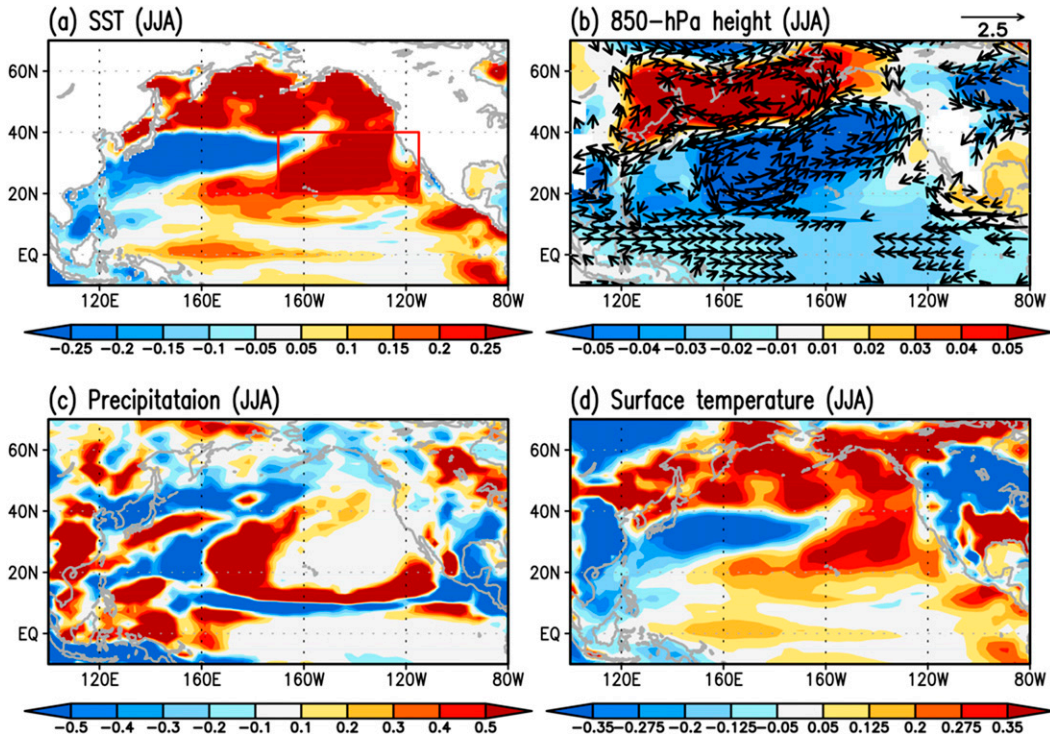 (a) SST (JJA)
60N
40N
20N
EQ
120E 160E 160W 120W 80W
-0.25 -0.2 -0.1 -0.05 0.05 0.1 0.15 0.2 0.25
(b) 850-hPa height (JJA)
2.5
60N
40N
20N
EQ
120E 160E 160W 120W 80W
-0.05 -0.04 -0.03 -0.02 -0.01 0.01 0.02 0.03 0.04 0.05
(c) Precipitataion (JJA)
60N
40N
20N
EQ
120E 160E 160W 120W 80W
-0.5 -0.4 -0.3 -0.2 -0.1 0.1 0.2 0.3 0.4 0.5
(d) Surface temperature (JJA)
60N
40N
20N
EQ
120E 160E 160W 120W 80W
-0.35 -0.275 -0.2 -0.125 -0.05 0.05 0.125 0.2 0.275 0.35